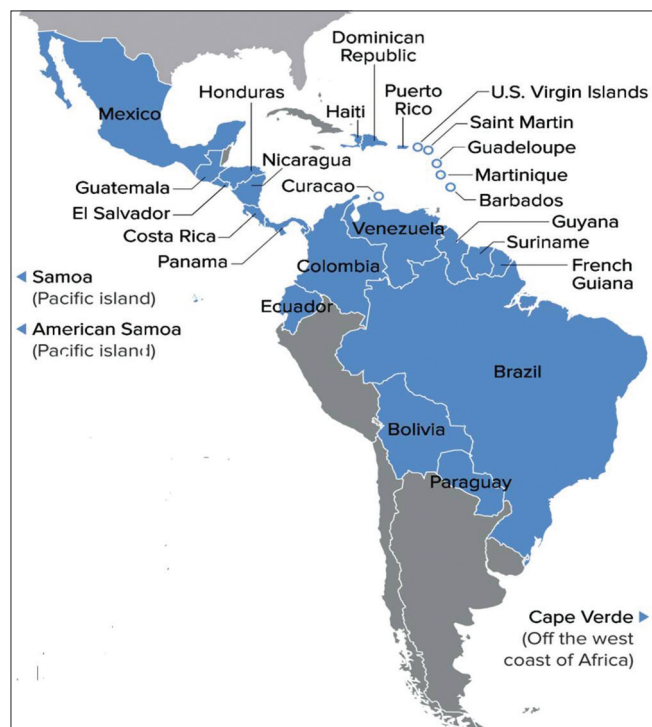 Dominican
Republic
Honduras
Puerto
Rico
U.S. Virgin Islands
Mexico
Haiti
Saint Martin
Guadeloupe
Nicaragua
Martinique
Guatemala
Curacao
Barbados
El Salvador
Guyana
Costa Rica
Venezuela
Suriname
Panama
Colombia
French
Guiana
Samoa
(Pacific island)
Ecuador
American Samoa
(Pacific island)
Brazil
Bolivia
Paraguay
Cape Verde
(Off the west
coast of Africa)